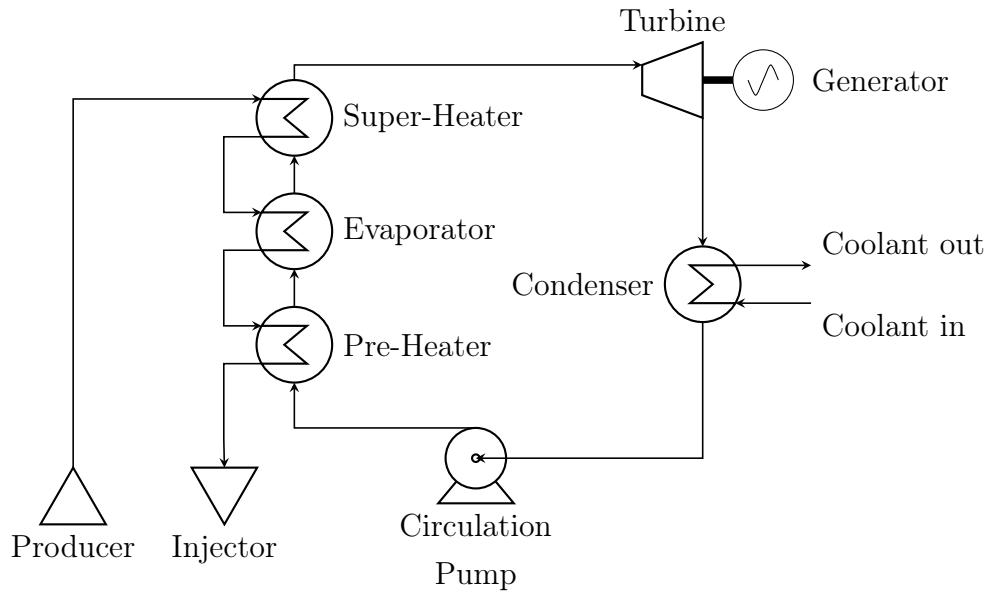 Turbine
Generator
Super-Heater
Evaporator
Coolant out
Condenser
Coolant in
Pre-Heater
Producer
Injector
Circulation
Pump